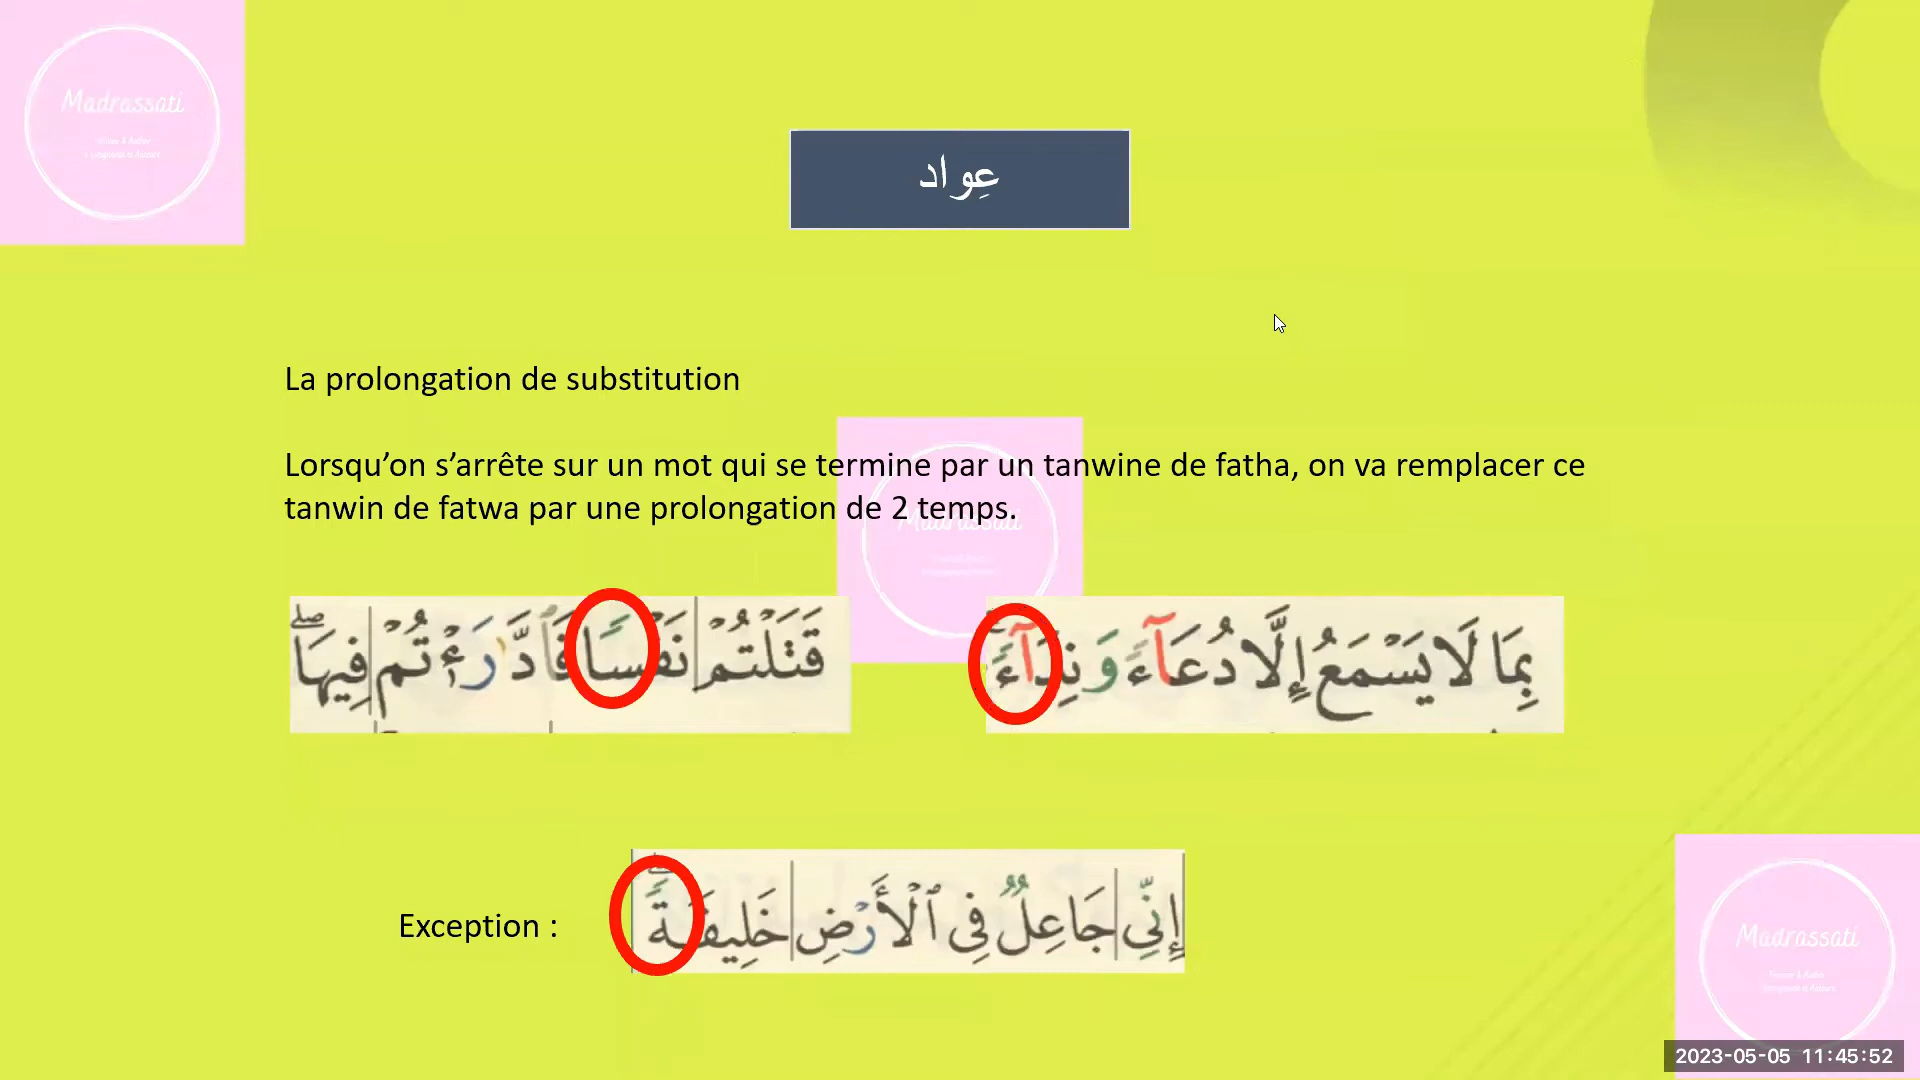 Madrassati
عِواد
La prolongation de substitution
Lorsqu’on s’arrête sur un mot qui se termine par un tanwine de fatha, on va remplacer ce
tanwin de fatwa par une prolongation de 2 temps.
Madrassati
قَتَلْتُمْ نَفْسًا فَٱدَّٰرَْٰٔتُمْ فِيهَا ۖ
بِمَا لَا يَسْمَعُ إِلَّا دُعَآءً وَنِدَآءً ۚ
Exception :
إِنِّى جَاعِلٌ فِى ٱلْأَرْضِ خَلِيفَةً ۖ
Madrassati
2023-05-05 11:45:52